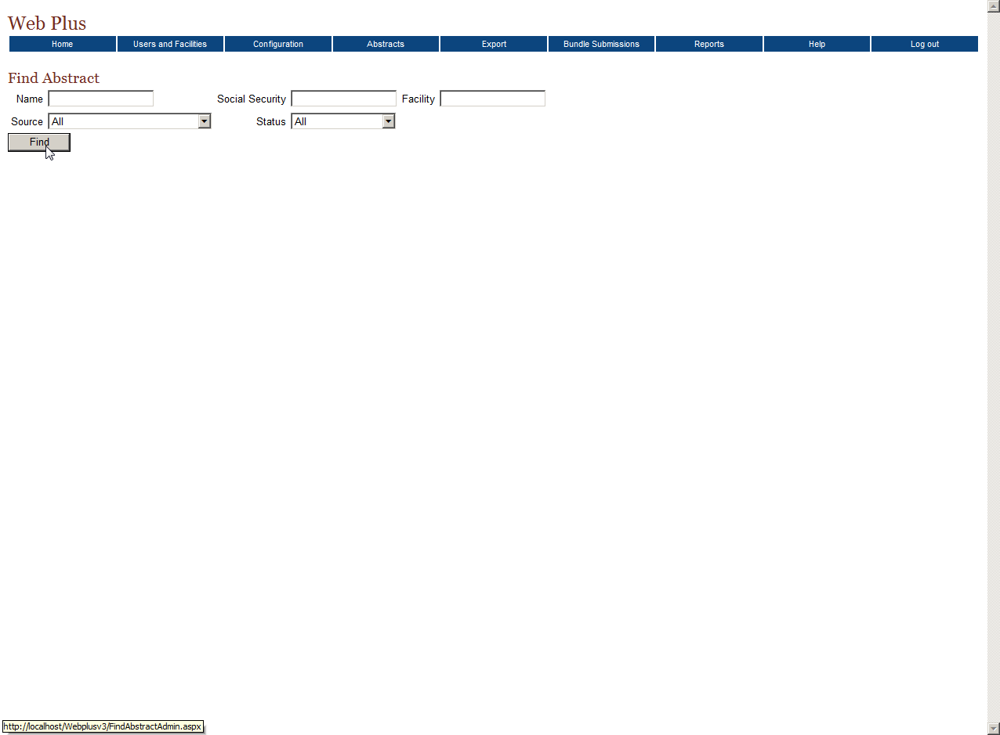 Web Plus
Home Users and Facilities Configuration Abstracts Export Bundle Submissions Reports Help Log out
Find Abstract
Name Social Security Facility
Source All Status All
Find
http://localhost/Webplusv3/FindAbstractAdmin.aspx